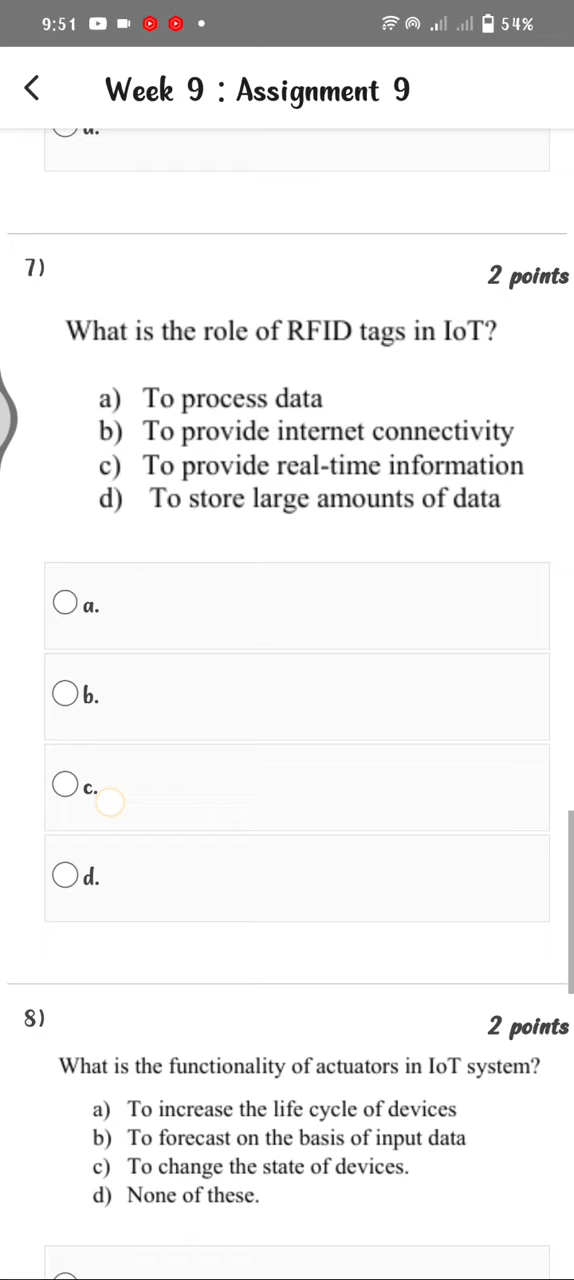 9:51
54%
Week 9 : Assignment 9
7)
2 points
What is the role of RFID tags in IoT?
a) To process data
b) To provide internet connectivity
c) To provide real-time information
d) To store large amounts of data
a.
b.
c.
d.
8)
2 points
What is the functionality of actuators in IoT system?
a) To increase the life cycle of devices
b) To forecast on the basis of input data
c) To change the state of devices.
d) None of these.